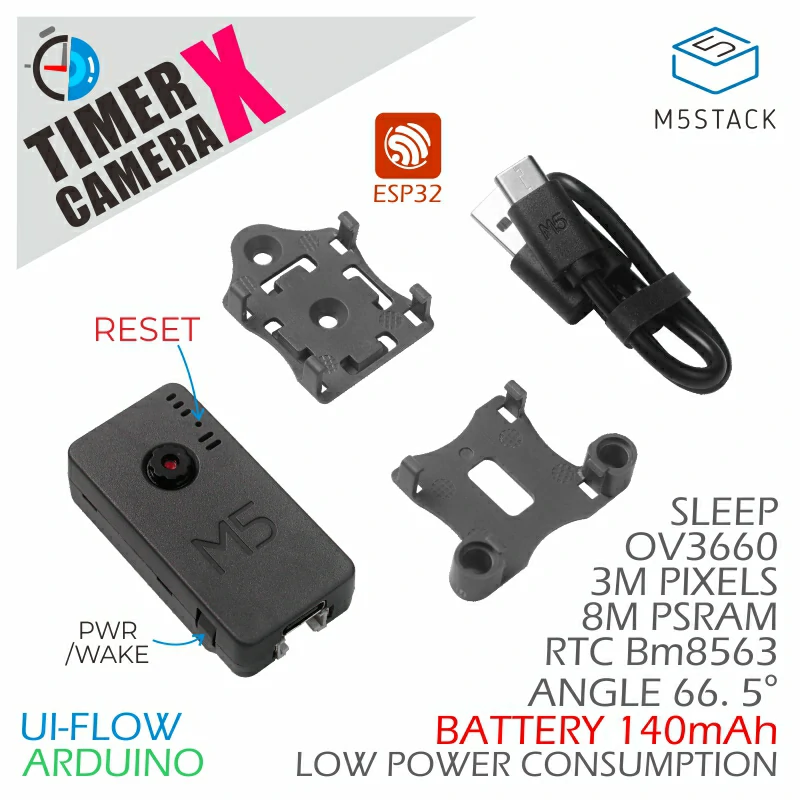 TIMER
CAMERA X
M5STACK
ESP32
M5
RESET
M5
PWR
/WAKE
SLEEP
OV3660
3M PIXELS
8M PSRAM
RTC Bm8563
ANGLE 66. 5°
BATTERY 140mAh
LOW POWER CONSUMPTION
UI-FLOW
ARDUINO